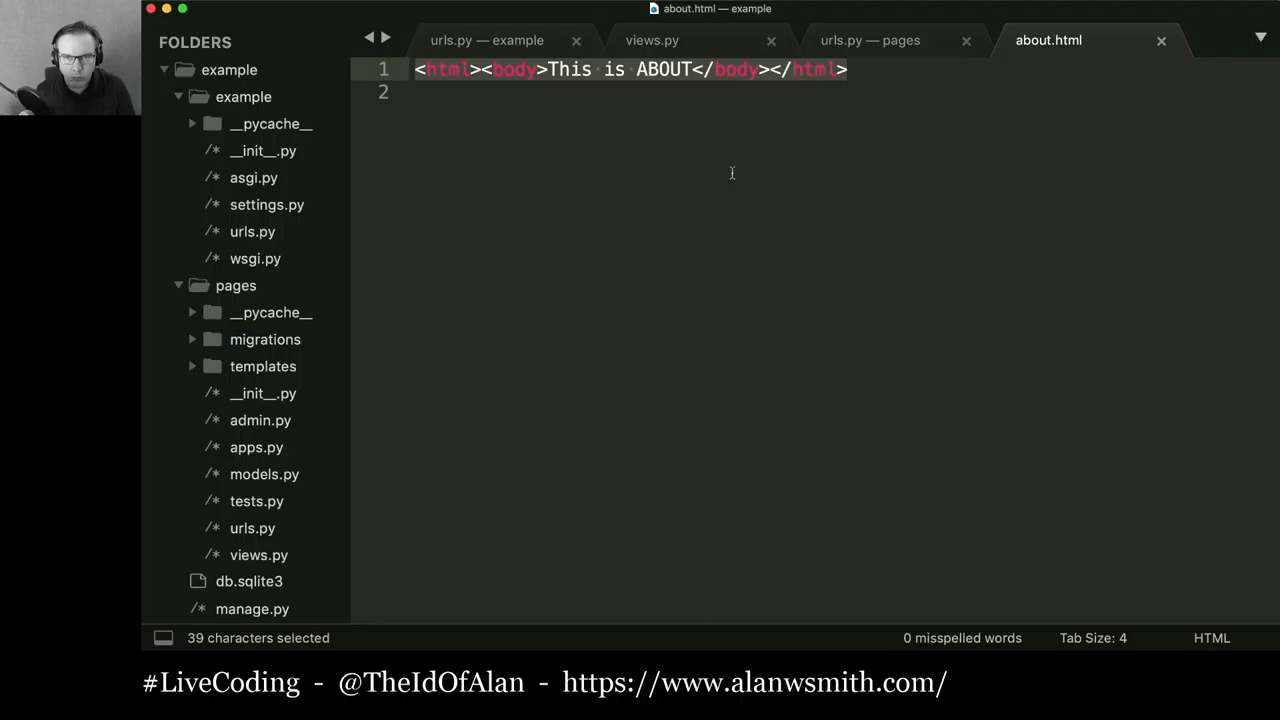 about.html — example
FOLDERS
urls.py — example
views.py
urls.py — pages
about.html
example
example
__pycache__
/* __init__.py
/* asgi.py
/* settings.py
/* urls.py
/* wsgi.py
pages
__pycache__
migrations
templates
/* __init__.py
/* admin.py
/* apps.py
/* models.py
/* tests.py
/* urls.py
/* views.py
db.sqlite3
/* manage.py
1 <html><body>This·is·ABOUT</body></html>
2
39 characters selected
0 misspelled words
Tab Size: 4
HTML
#LiveCoding - @TheIdOfAlan - https://www.alanwsmith.com/